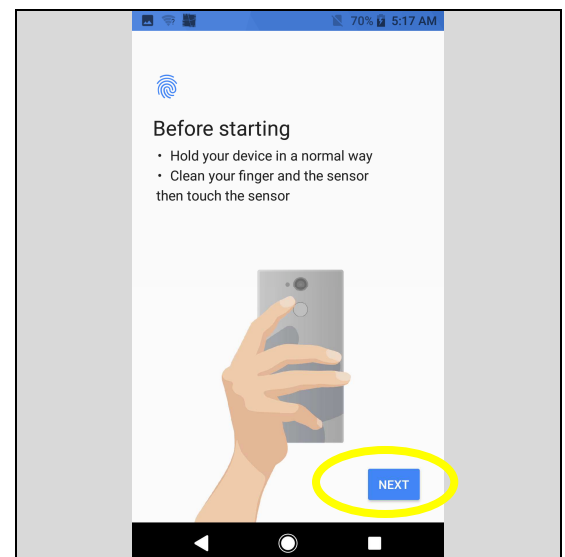 70% 5:17 AM
Before starting
• Hold your device in a normal way
• Clean your finger and the sensor
then touch the sensor
NEXT